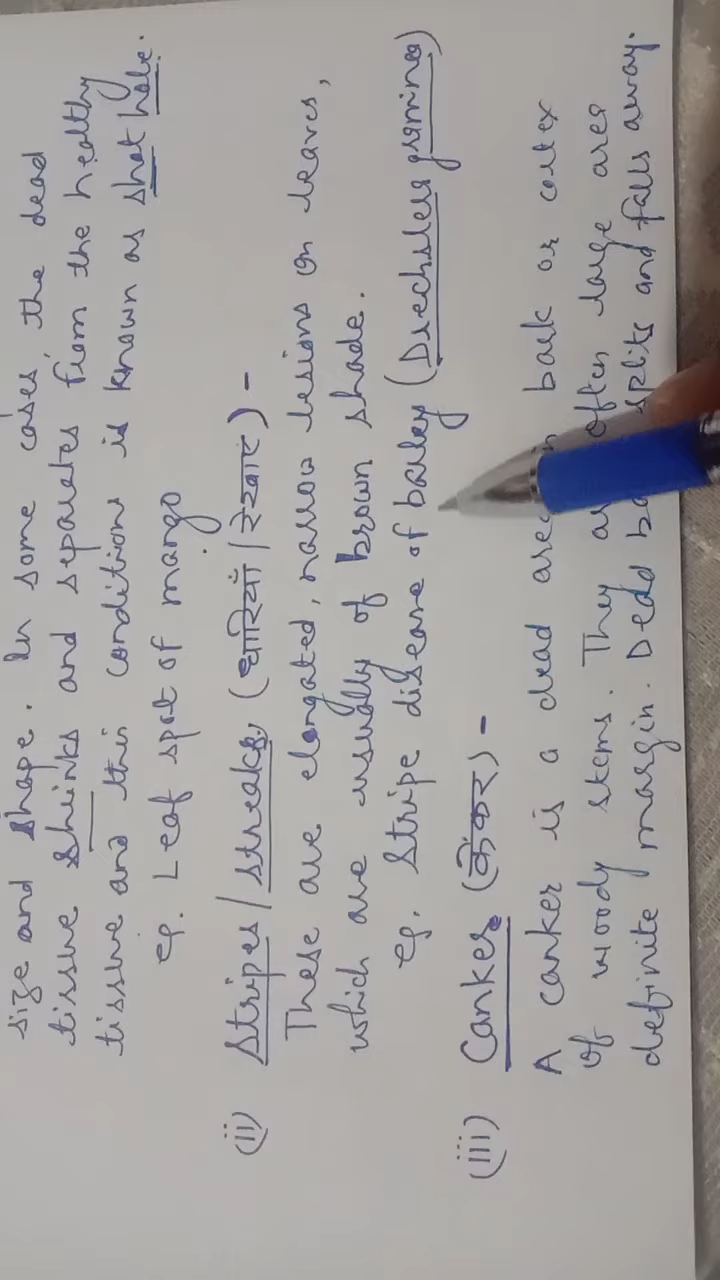 size and shape. In some cases, the dead
tissue shrinks and separates from the healthy
tissue and this conditions is known as shot hole.
eg. Leaf spot of mango
(ii) Stripes/streaks (धारियाँ/रेखाएं) -
These are elongated, narrow lesions on leaves,
which are usually of brown shade.
eg. Stripe disease of barley (Drechslera graminea)
(iii) Canker (कैंकर) -
A canker is a dead area bark or cortex
of woody stems. They often large area
definite margin. Dead splits and falls away.